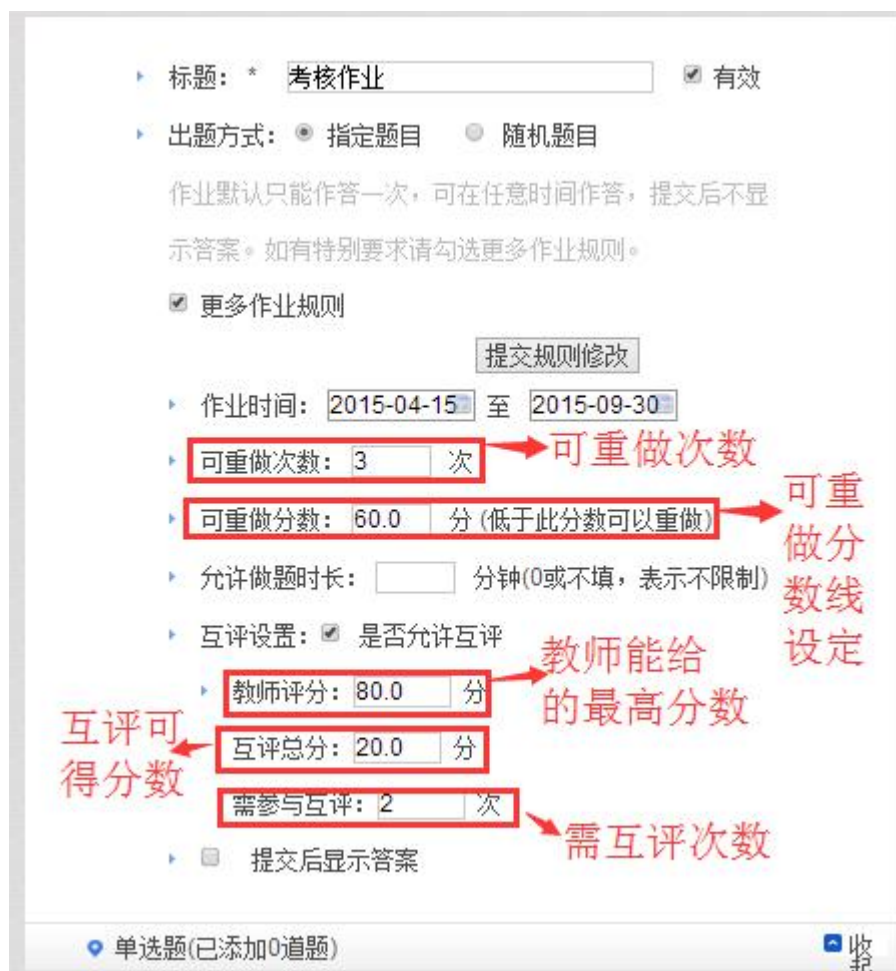 标题： * 考核作业 有效
出题方式： 指定题目 随机题目
作业默认只能作答一次，可在任意时间作答，提交后不显
示答案。如有特别要求请勾选更多作业规则。
更多作业规则
提交规则修改
作业时间： 2015-04-15 至 2015-09-30
可重做次数： 3 次
可重做次数
可重做分数： 60.0 分 (低于此分数可以重做)
可重
做分
数线
设定
允许做题时长： 分钟(0或不填，表示不限制)
互评设置： 是否允许互评
教师评分： 80.0 分
教师能给
的最高分数
互评总分： 20.0 分
互评可
得分数
需参与互评： 2 次
需互评次数
提交后显示答案
单选题(已添加0道题)
收
起